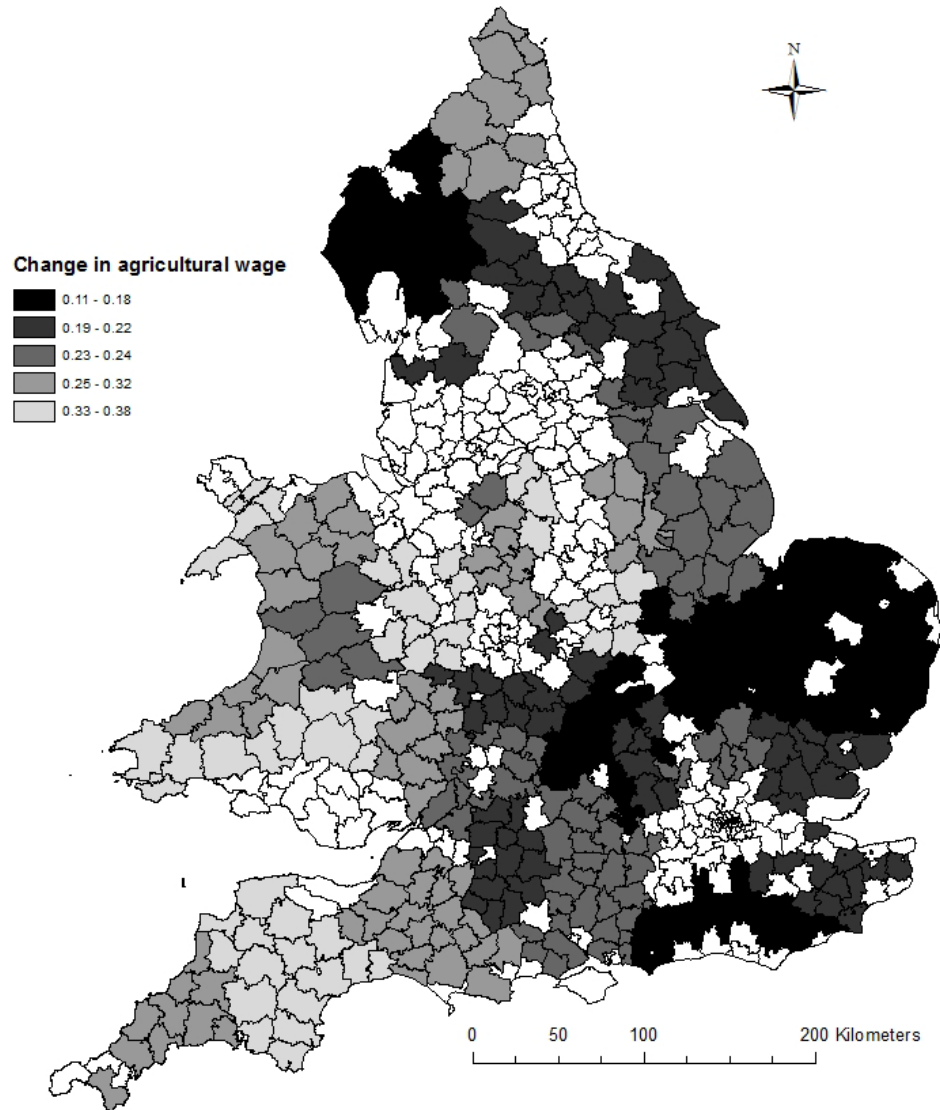 N
Change in agricultural wage
0.11 - 0.18
0.19 - 0.22
0.23 - 0.24
0.25 - 0.32
0.33 - 0.38
0 50 100 200 Kilometers